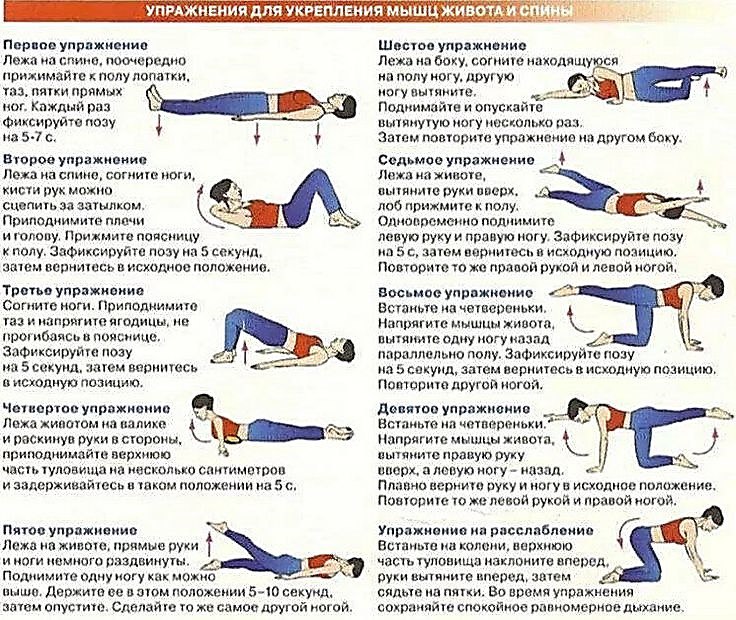 УПРАЖНЕНИЯ ДЛЯ УКРЕПЛЕНИЯ МЫШЦ ЖИВОТА И СПИНЫ
Первое упражнение
Лежа на спине, поочередно
прижимайте к полу лопатки,
таз, пятки прямых
ног. Каждый раз
фиксируйте позу
на 5-7 с.
Второе упражнение
Лежа на спине, согните ноги,
кисти рук можно
сцепить за затылком.
Приподнимите плечи
и голову. Прижмите поясницу
к полу. Зафиксируйте позу на 5 секунд,
затем вернитесь в исходное положение.
Третье упражнение
Согните ноги. Приподнимите
таз и напрягите ягодицы, не
прогибаясь в пояснице.
Зафиксируйте позу
на 5 секунд, затем вернитесь
в исходную позицию.
Четвертое упражнение
Лежа животом на валике
и раскинув руки в стороны,
приподнимайте верхнюю
часть туловища на несколько сантиметров
и задерживайтесь в таком положении на 5 с.
Пятое упражнение
Лежа на животе, прямые руки
и ноги немного раздвинуты.
Поднимите одну ногу как можно
выше. Держите ее в этом положении 5–10 секунд,
затем опустите. Сделайте то же самое другой ногой.
Шестое упражнение
Лежа на боку, согните находящуюся
на полу ногу, другую
ногу вытяните.
Поднимайте и опускайте
вытянутую ногу несколько раз.
Затем повторите упражнение на другом боку.
Седьмое упражнение
Лежа на животе,
вытяните руки вверх,
лоб прижмите к полу.
Одновременно поднимите
левую руку и правую ногу. Зафиксируйте позу
на 5 с, затем вернитесь в исходную позицию.
Повторите то же правой рукой и левой ногой.
Восьмое упражнение
Встаньте на четвереньки.
Напрягите мышцы живота,
вытяните одну ногу назад
параллельно полу. Зафиксируйте позу
на 5 секунд, затем вернитесь в исходную позицию.
Повторите другой ногой.
Девятое упражнение
Встаньте на четвереньки.
Напрягите мышцы живота,
вытяните правую руку
вверх, а левую ногу – назад.
Плавно верните руку и ногу в исходное положение.
Повторите то же левой рукой и правой ногой.
Упражнение на расслабление
Встаньте на колени, верхнюю
часть туловища наклоните вперед,
руки вытяните вперед, затем
сядьте на пятки. Во время упражнения
сохраняйте спокойное равномерное дыхание.